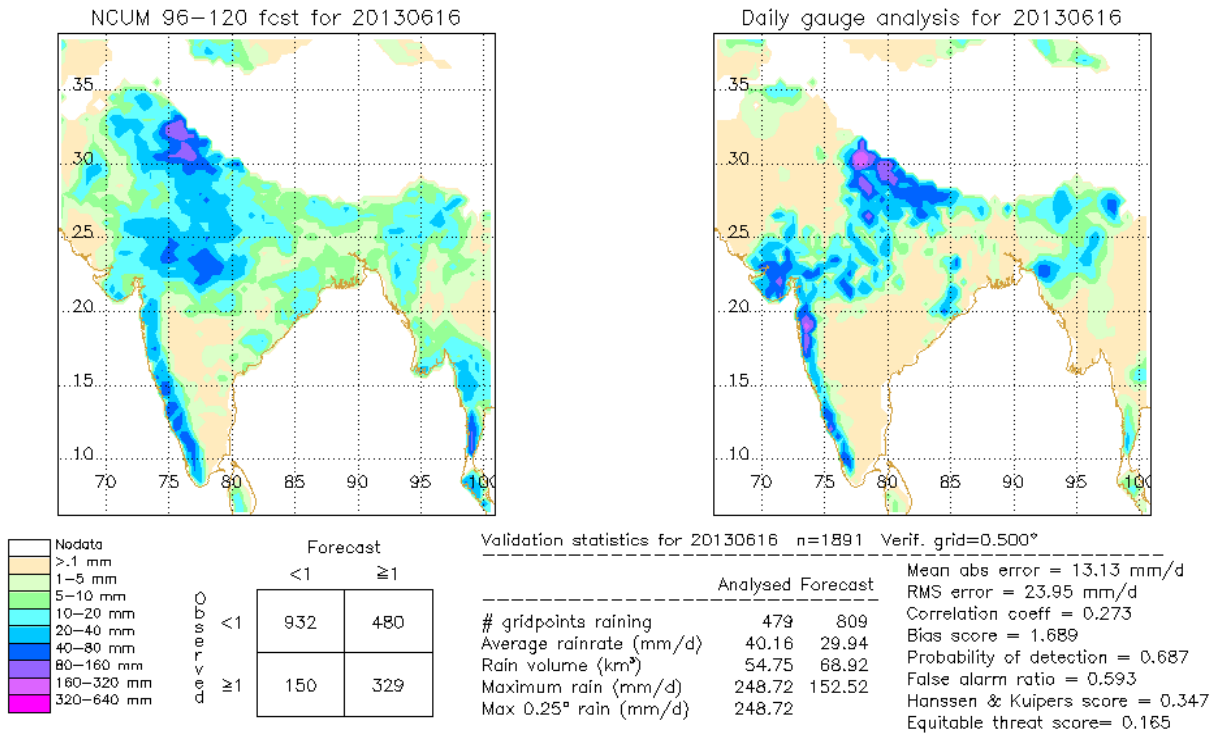 NCUM 96-120 fcst for 20130616
Daily gauge analysis for 20130616
35
30
25
20
15
10
70 75 80 85 90 95 100
35
30
25
20
15
10
70 75 80 85 90 95 100
Nodata
>.1 mm
1-5 mm
5-10 mm
10-20 mm
20-40 mm
40-80 mm
80-160 mm
160-320 mm
320-640 mm
Forecast
<1 ≥1
Observed
<1 932 480
≥1 150 329
Validation statistics for 20130616 n=1891 Verif. grid=0.500°
Analysed Forecast
# gridpoints raining 479 809
Average rainrate (mm/d) 40.16 29.94
Rain volume (km³) 54.75 68.92
Maximum rain (mm/d) 248.72 152.52
Max 0.25° rain (mm/d) 248.72
Mean abs error = 13.13 mm/d
RMS error = 23.95 mm/d
Correlation coeff = 0.273
Bias score = 1.689
Probability of detection = 0.687
False alarm ratio = 0.593
Hanssen & Kuipers score = 0.347
Equitable threat score= 0.165